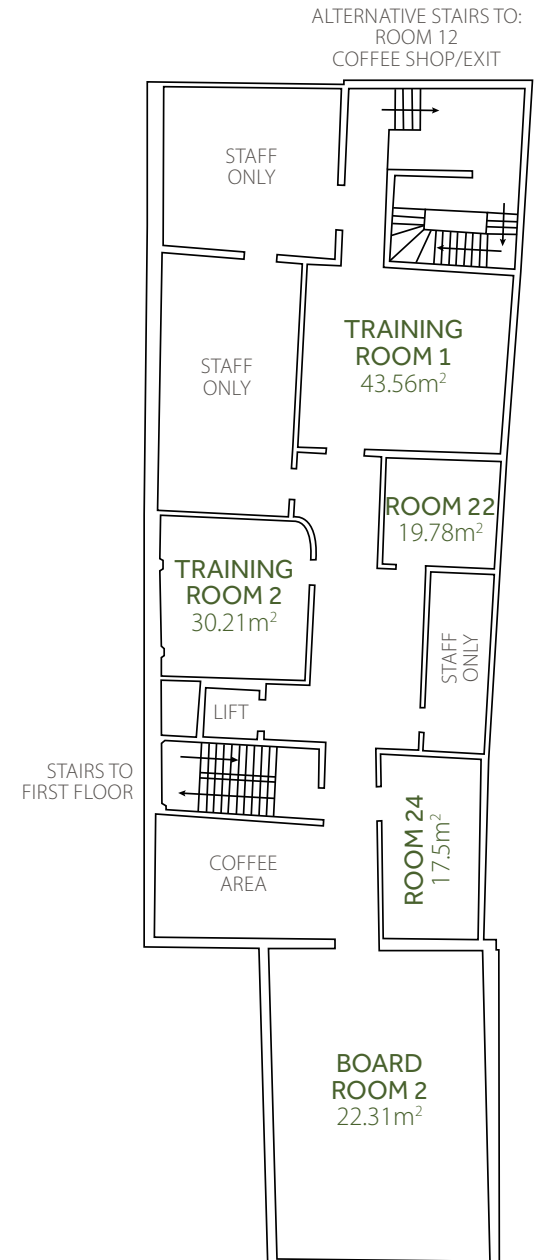 ALTERNATIVE STAIRS TO:
ROOM 12
COFFEE SHOP/EXIT
STAFF
ONLY
TRAINING
ROOM 1
43.56m²
STAFF
ONLY
ROOM 22
19.78m²
TRAINING
ROOM 2
30.21m²
STAFF
ONLY
LIFT
STAIRS TO
FIRST FLOOR
ROOM 24
17.5m²
COFFEE
AREA
BOARD
ROOM 2
22.31m²